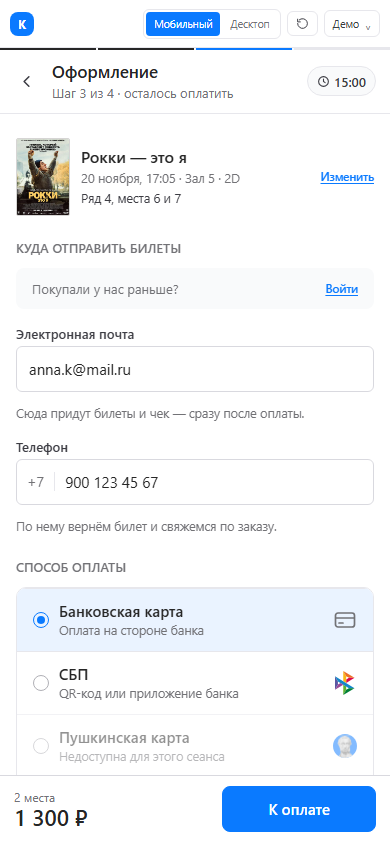 K
Мобильный
Десктоп
Демо
Оформление
Шаг 3 из 4 · осталось оплатить
15:00
РОККИ
ЭТО Я
Рокки — это я
20 ноября, 17:05 · Зал 5 · 2D
Ряд 4, места 6 и 7
Изменить
КУДА ОТПРАВИТЬ БИЛЕТЫ
Покупали у нас раньше?
Войти
Электронная почта
anna.k@mail.ru
Сюда придут билеты и чек — сразу после оплаты.
Телефон
+7
900 123 45 67
По нему вернём билет и свяжемся по заказу.
СПОСОБ ОПЛАТЫ
Банковская карта
Оплата на стороне банка
СБП
QR-код или приложение банка
Пушкинская карта
Недоступна для этого сеанса
2 места
1 300 ₽
К оплате